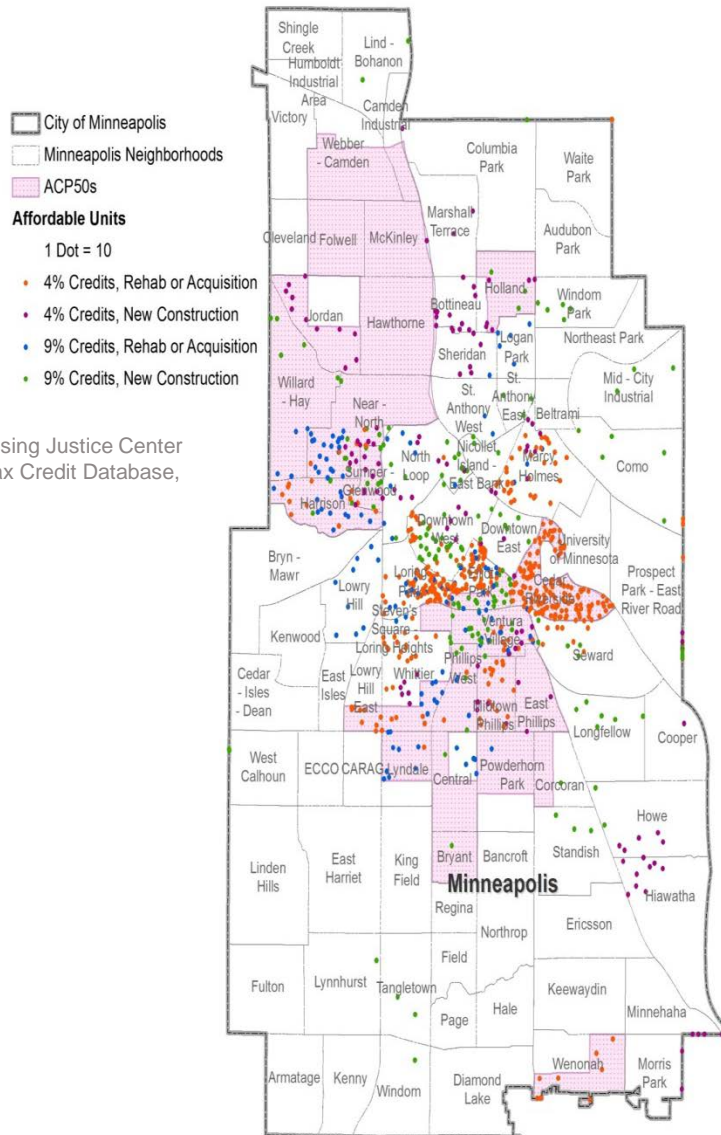 City of Minneapolis
Minneapolis Neighborhoods
ACP50s
Affordable Units
1 Dot = 10
4% Credits, Rehab or Acquisition
4% Credits, New Construction
9% Credits, Rehab or Acquisition
9% Credits, New Construction
sing Justice Center
ax Credit Database,
Shingle
Creek
Lind -
Bohanon
Humboldt
Industrial
Area
Victory
Camden
Industrial
Webber
- Camden
Columbia
Park
Waite
Park
Marshall
Terrace
Audubon
Park
Cleveland
Folwell
McKinley
Holland
Bottineau
Windom
Park
Jordan
Hawthorne
Logan
Park
Northeast Park
Sheridan
Willard -
Hay
St.
Anthony
West
St.
Anthony
East
Beltrami
Mid - City
Industrial
Near -
North
Nicollet
Island -
East Bank
North
Loop
Sumner -
Glenwood
Marcy
Holmes
Como
Harrison
Downtown
West
Downtown
East
University
of Minnesota
Bryn -
Mawr
Lowry
Hill
Loring
Park
Elliot
Park
Cedar
Riverside
Prospect
Park - East
River Road
Steven's
Square -
Loring Heights
Ventura
Village
Kenwood
Seward
Cedar
- Isles
- Dean
East
Isles
Lowry
Hill
East
Whittier
Phillips
West
Midtown
Phillips
East
Phillips
Longfellow
Cooper
West
Calhoun
ECCO
CARAG
Lyndale
Central
Powderhorn
Park
Corcoran
Howe
Linden
Hills
East
Harriet
King
Field
Bryant
Bancroft
Standish
Hiawatha
Minneapolis
Regina
Northrop
Ericsson
Fulton
Lynnhurst
Tangletown
Field
Page
Hale
Keewaydin
Minnehaha
Armatage
Kenny
Windom
Diamond
Lake
Wenonah
Morris
Park